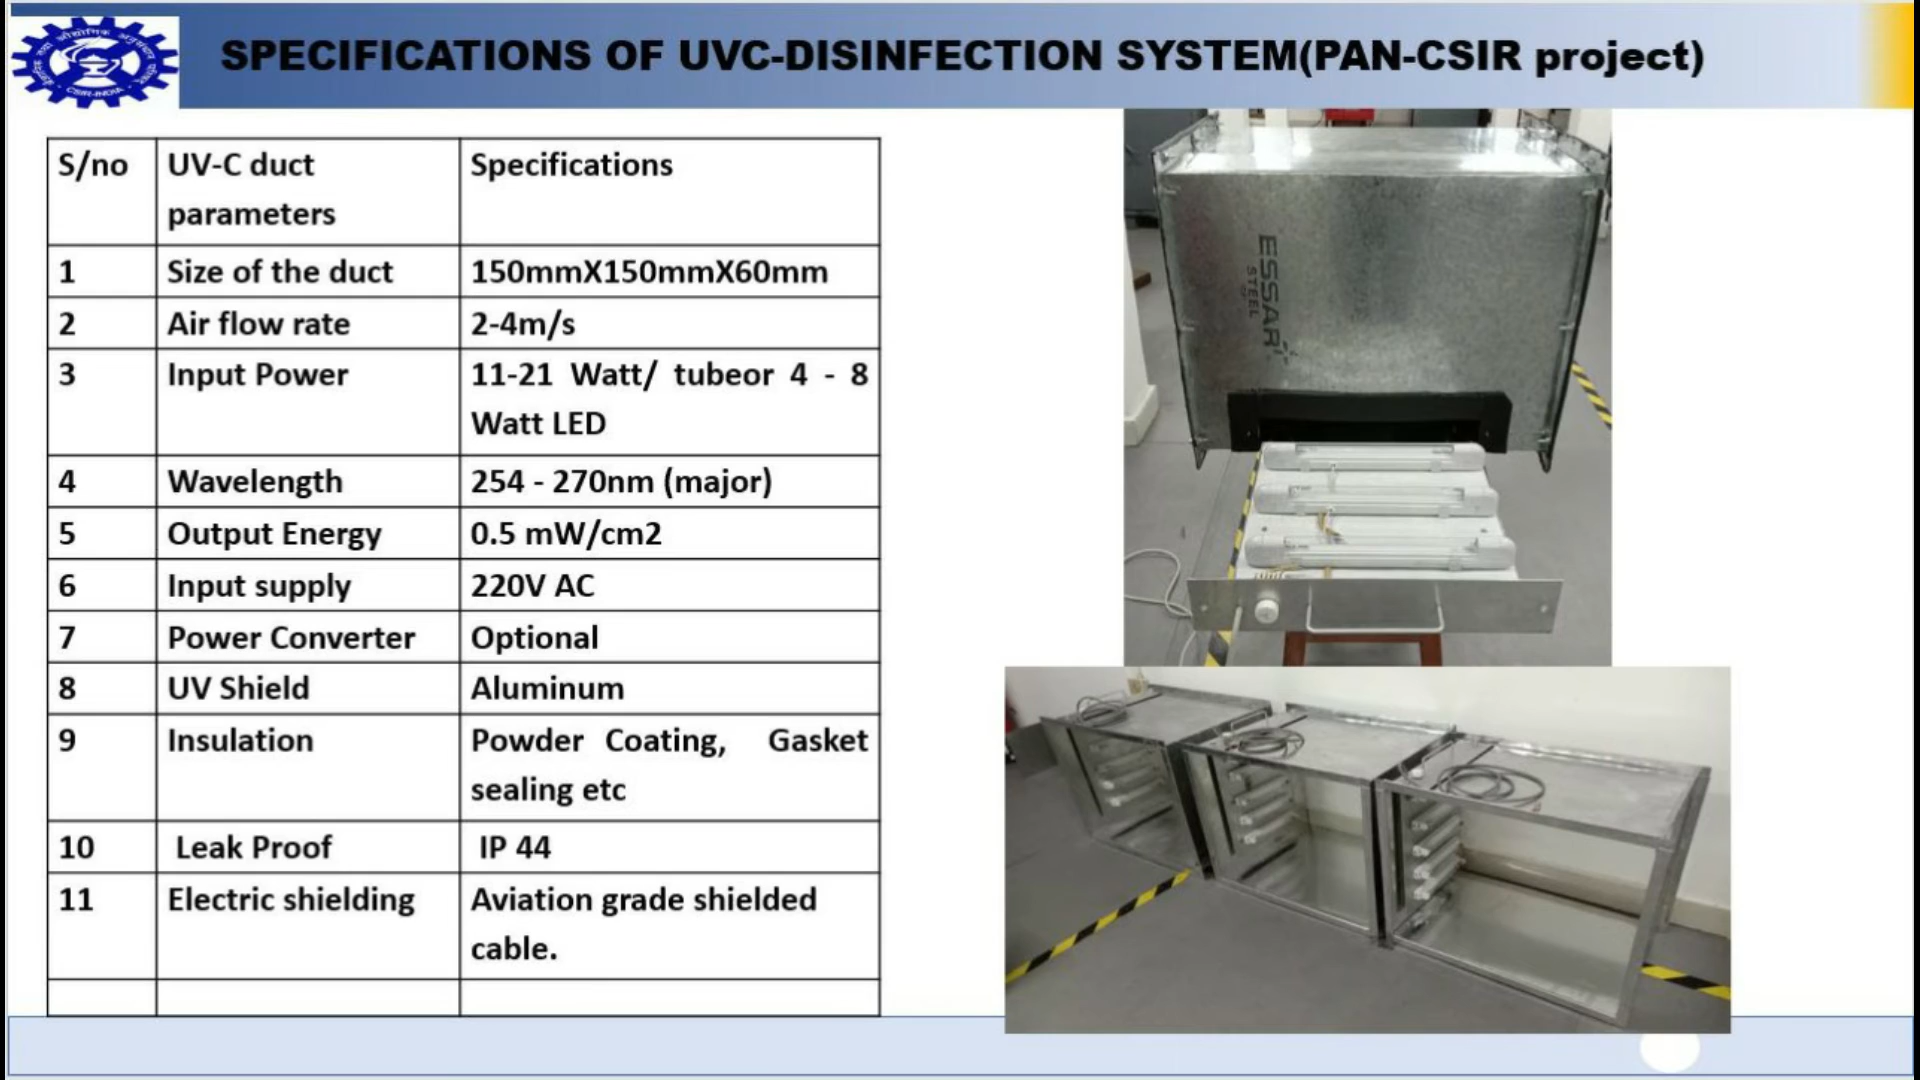 SPECIFICATIONS OF UVC-DISINFECTION SYSTEM(PAN-CSIR project)
CSIR-INDIA
S/no UV-C duct parameters Specifications
1 Size of the duct 150mmX150mmX60mm
2 Air flow rate 2-4m/s
3 Input Power 11-21 Watt/ tubeor 4 - 8 Watt LED
4 Wavelength 254 - 270nm (major)
5 Output Energy 0.5 mW/cm2
6 Input supply 220V AC
7 Power Converter Optional
8 UV Shield Aluminum
9 Insulation Powder Coating, Gasket sealing etc
10 Leak Proof IP 44
11 Electric shielding Aviation grade shielded cable.
ESSAR
STEEL